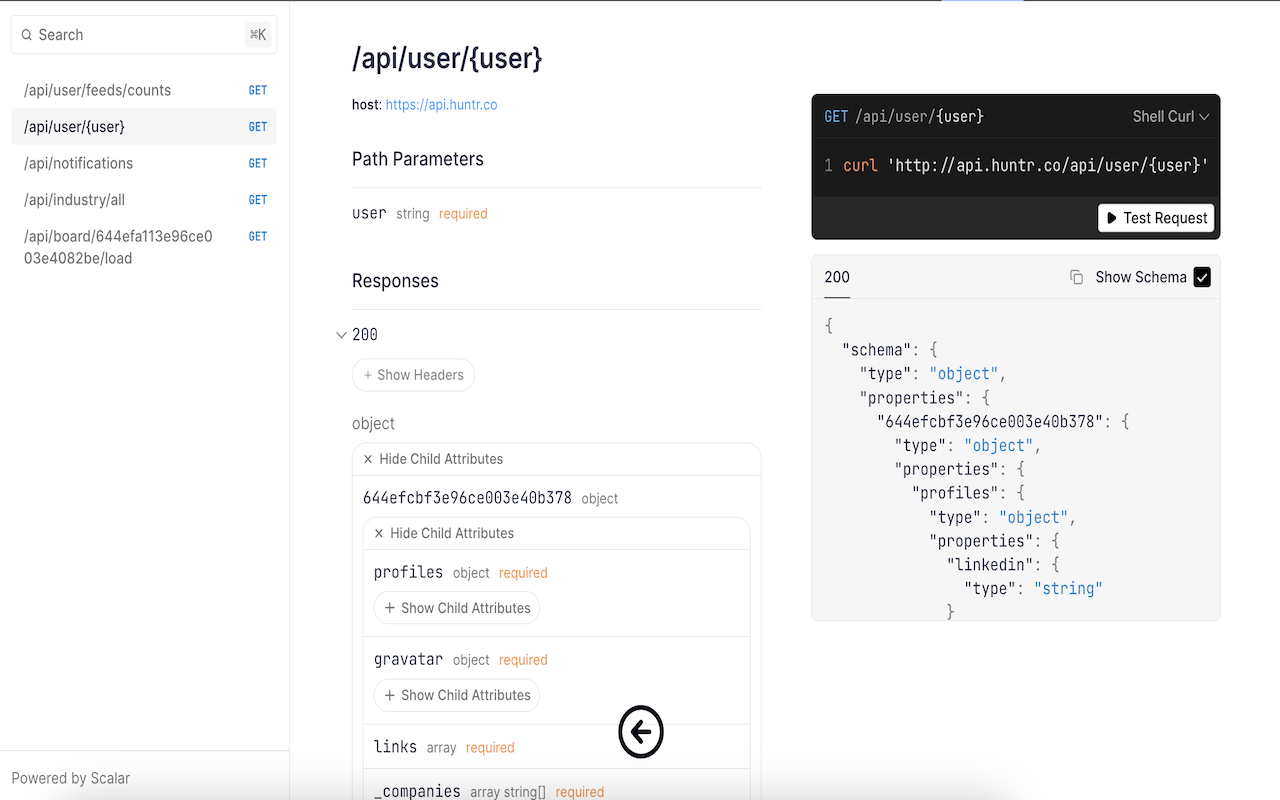 Search ⌘K
/api/user/feeds/counts GET
/api/user/{user} GET
/api/notifications GET
/api/industry/all GET
/api/board/644efa113e96ce0 GET
03e4082be/load
Powered by Scalar
/api/user/{user}
host: https://api.huntr.co
Path Parameters
user string required
Responses
200
+ Show Headers
object
× Hide Child Attributes
644efcbf3e96ce003e40b378 object
× Hide Child Attributes
profiles object required
+ Show Child Attributes
gravatar object required
+ Show Child Attributes
links array required
_companies array string[] required
GET /api/user/{user} Shell Curl
1 curl 'http://api.huntr.co/api/user/{user}'
Test Request
200 Show Schema
{
"schema": {
"type": "object",
"properties": {
"644efcbf3e96ce003e40b378": {
"type": "object",
"properties": {
"profiles": {
"type": "object",
"properties": {
"linkedin": {
"type": "string"
}